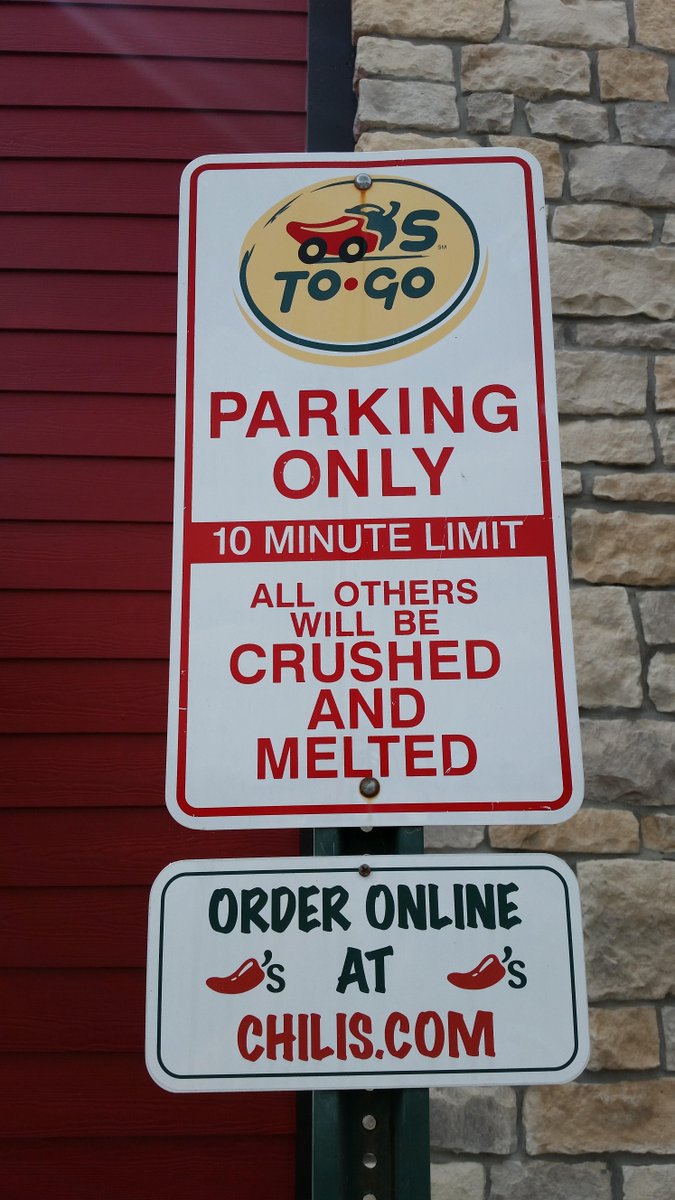 's SM
TO•GO
PARKING
ONLY
10 MINUTE LIMIT
ALL OTHERS
WILL BE
CRUSHED
AND
MELTED
ORDER ONLINE
's AT 's
CHILIS.COM